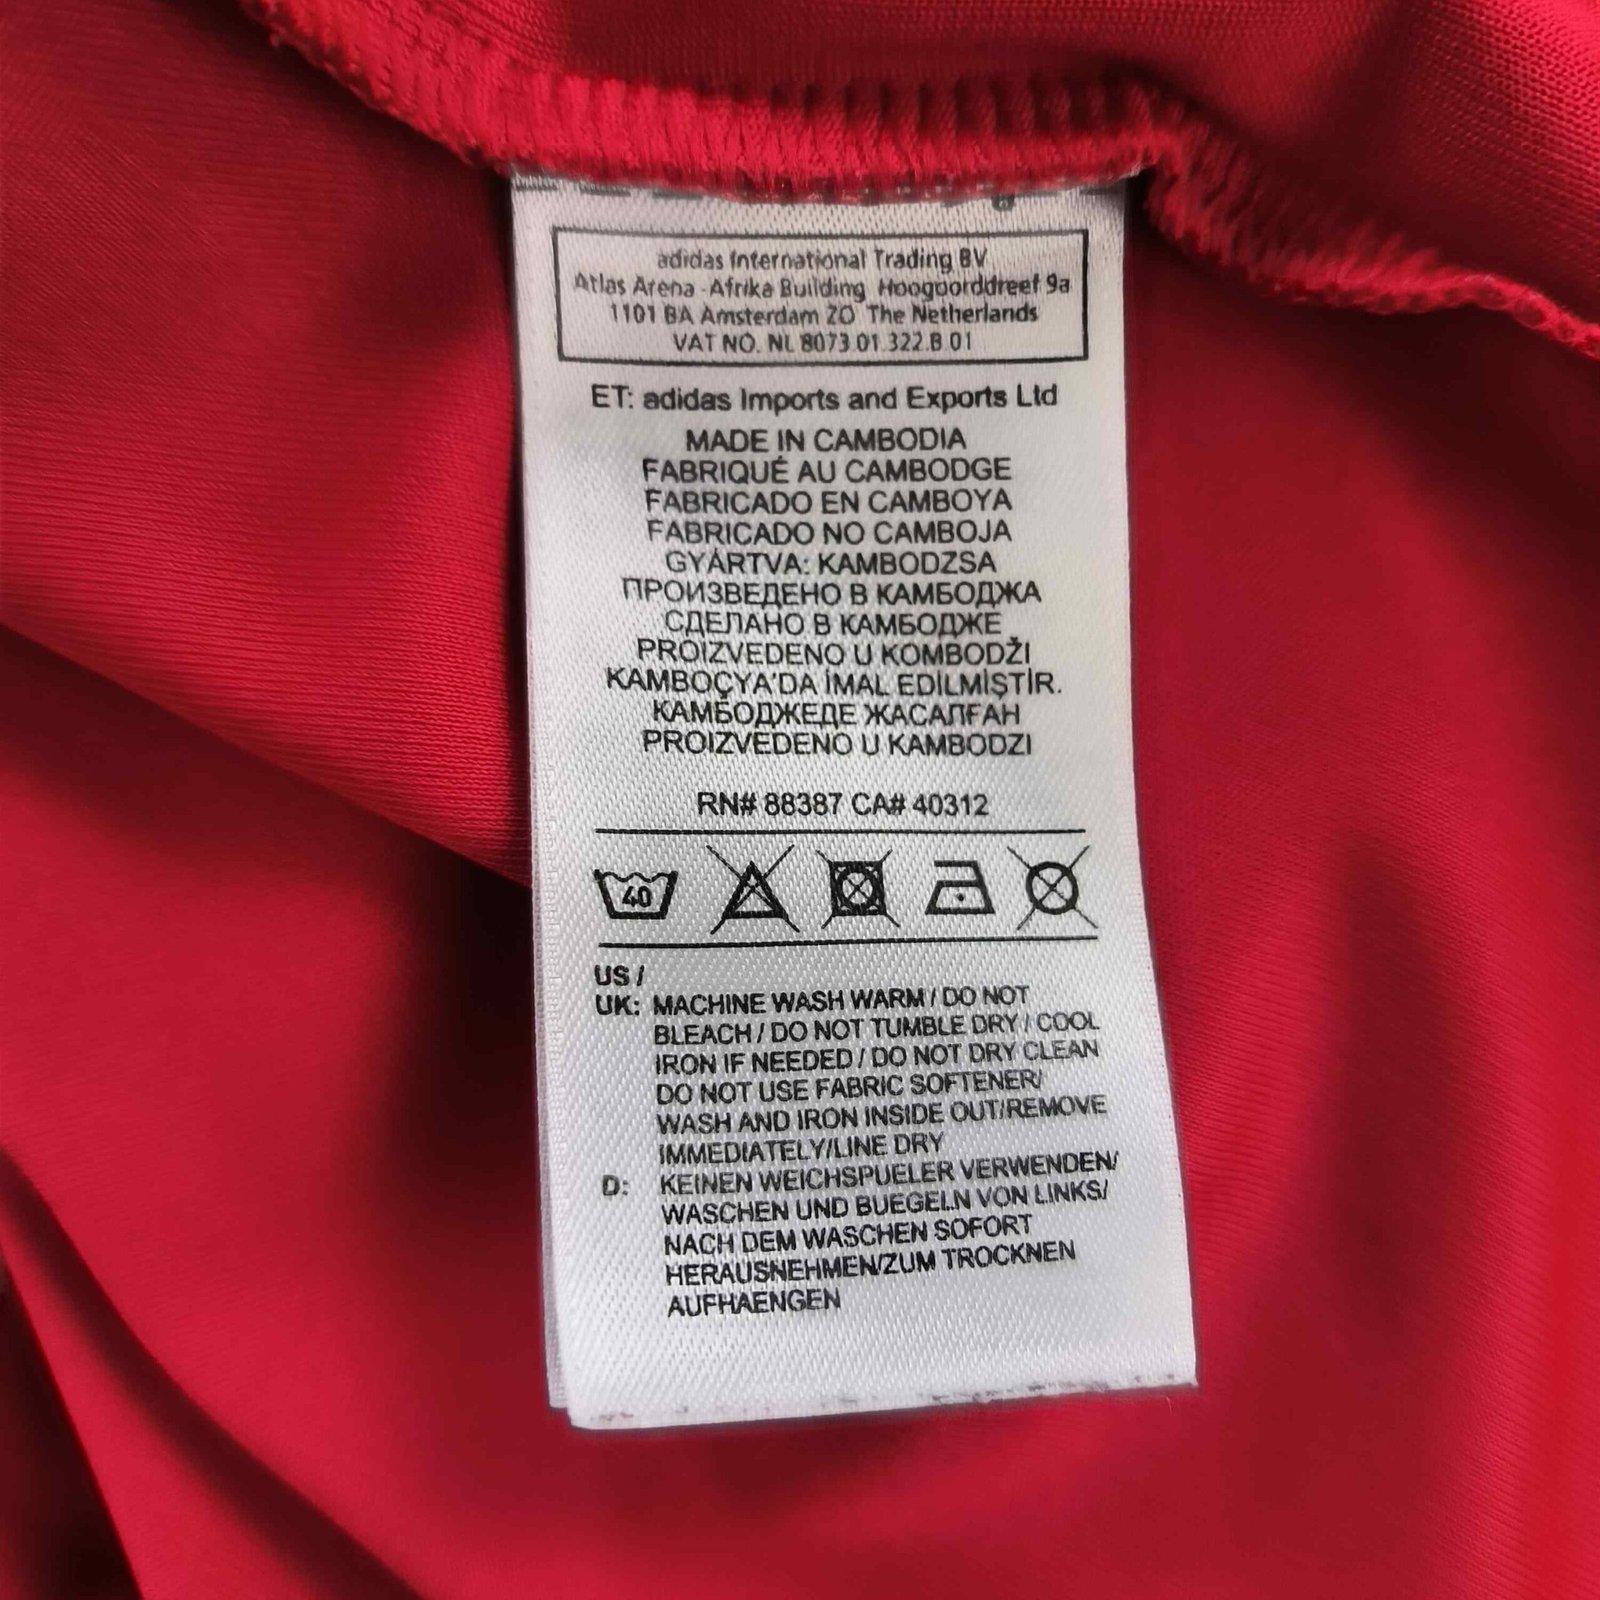 adidas International Trading BV
Atlas Arena -Afrika Building Hoogoorddreef 9a
1101 BA Amsterdam ZO The Netherlands
VAT NO. NL 8073.01.322.B.01
ET: adidas Imports and Exports Ltd
MADE IN CAMBODIA
FABRIQUÉ AU CAMBODGE
FABRICADO EN CAMBOYA
FABRICADO NO CAMBOJA
GYÁRTVA: KAMBODZSA
ПРОИЗВЕДЕНО В КАМБОДЖА
СДЕЛАНО В КАМБОДЖЕ
PROIZVEDENO U KOMBODŽI
KAMBOÇYA'DA İMAL EDİLMİŞTİR.
КАМБОДЖЕДЕ ЖАСАЛҒАН
PROIZVEDENO U KAMBODZI
RN# 88387 CA# 40312
40
US /
UK: MACHINE WASH WARM / DO NOT
BLEACH / DO NOT TUMBLE DRY / COOL
IRON IF NEEDED / DO NOT DRY CLEAN
DO NOT USE FABRIC SOFTENER/
WASH AND IRON INSIDE OUT/REMOVE
IMMEDIATELY/LINE DRY
D: KEINEN WEICHSPUELER VERWENDEN/
WASCHEN UND BUEGELN VON LINKS/
NACH DEM WASCHEN SOFORT
HERAUSNEHMEN/ZUM TROCKNEN
AUFHAENGEN